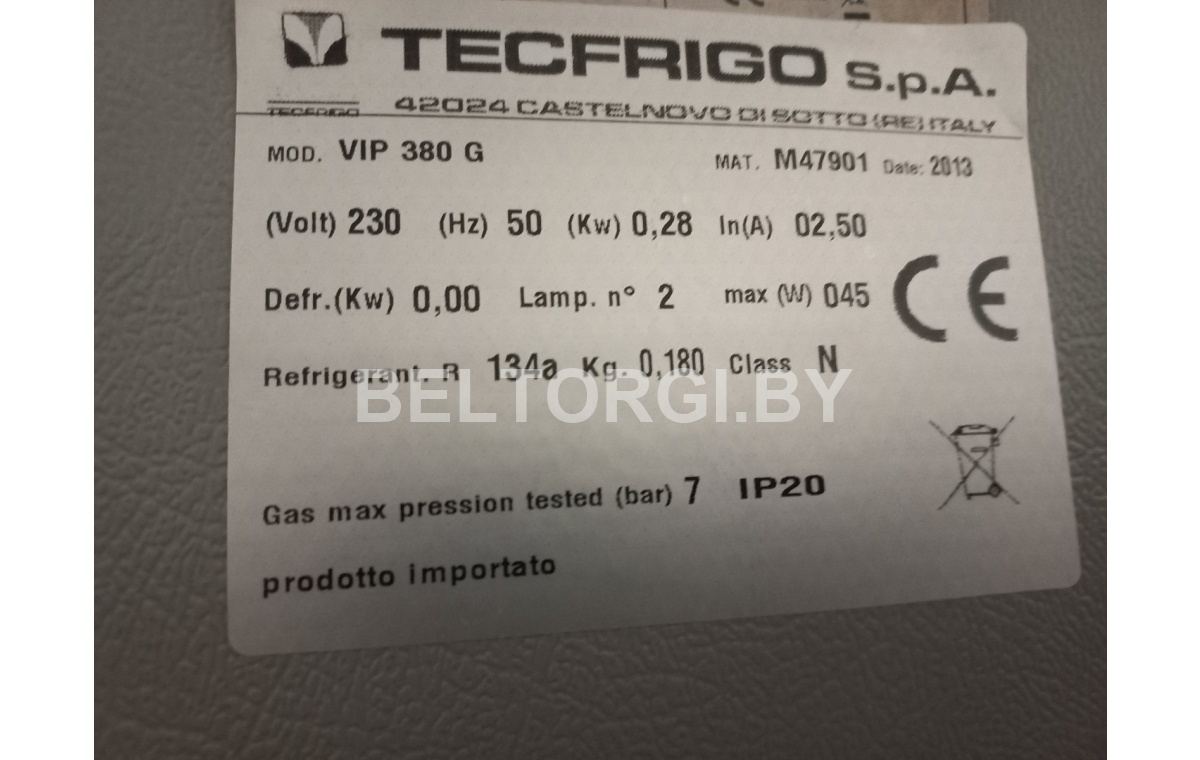 TECFRIGO S.p.A.
TECFRIGO 42024 CASTELNOVO DI SOTTO (RE) ITALY
MOD. VIP 380 G MAT. M47901 Date: 2013
(Volt) 230 (Hz) 50 (Kw) 0,28 In(A) 02,50
Defr.(Kw) 0,00 Lamp. n° 2 max (W) 045
CE
Refrigerant. R 134a Kg. 0,180 Class N
BELTORGI.BY
Gas max pression tested (bar) 7 IP20
prodotto importato